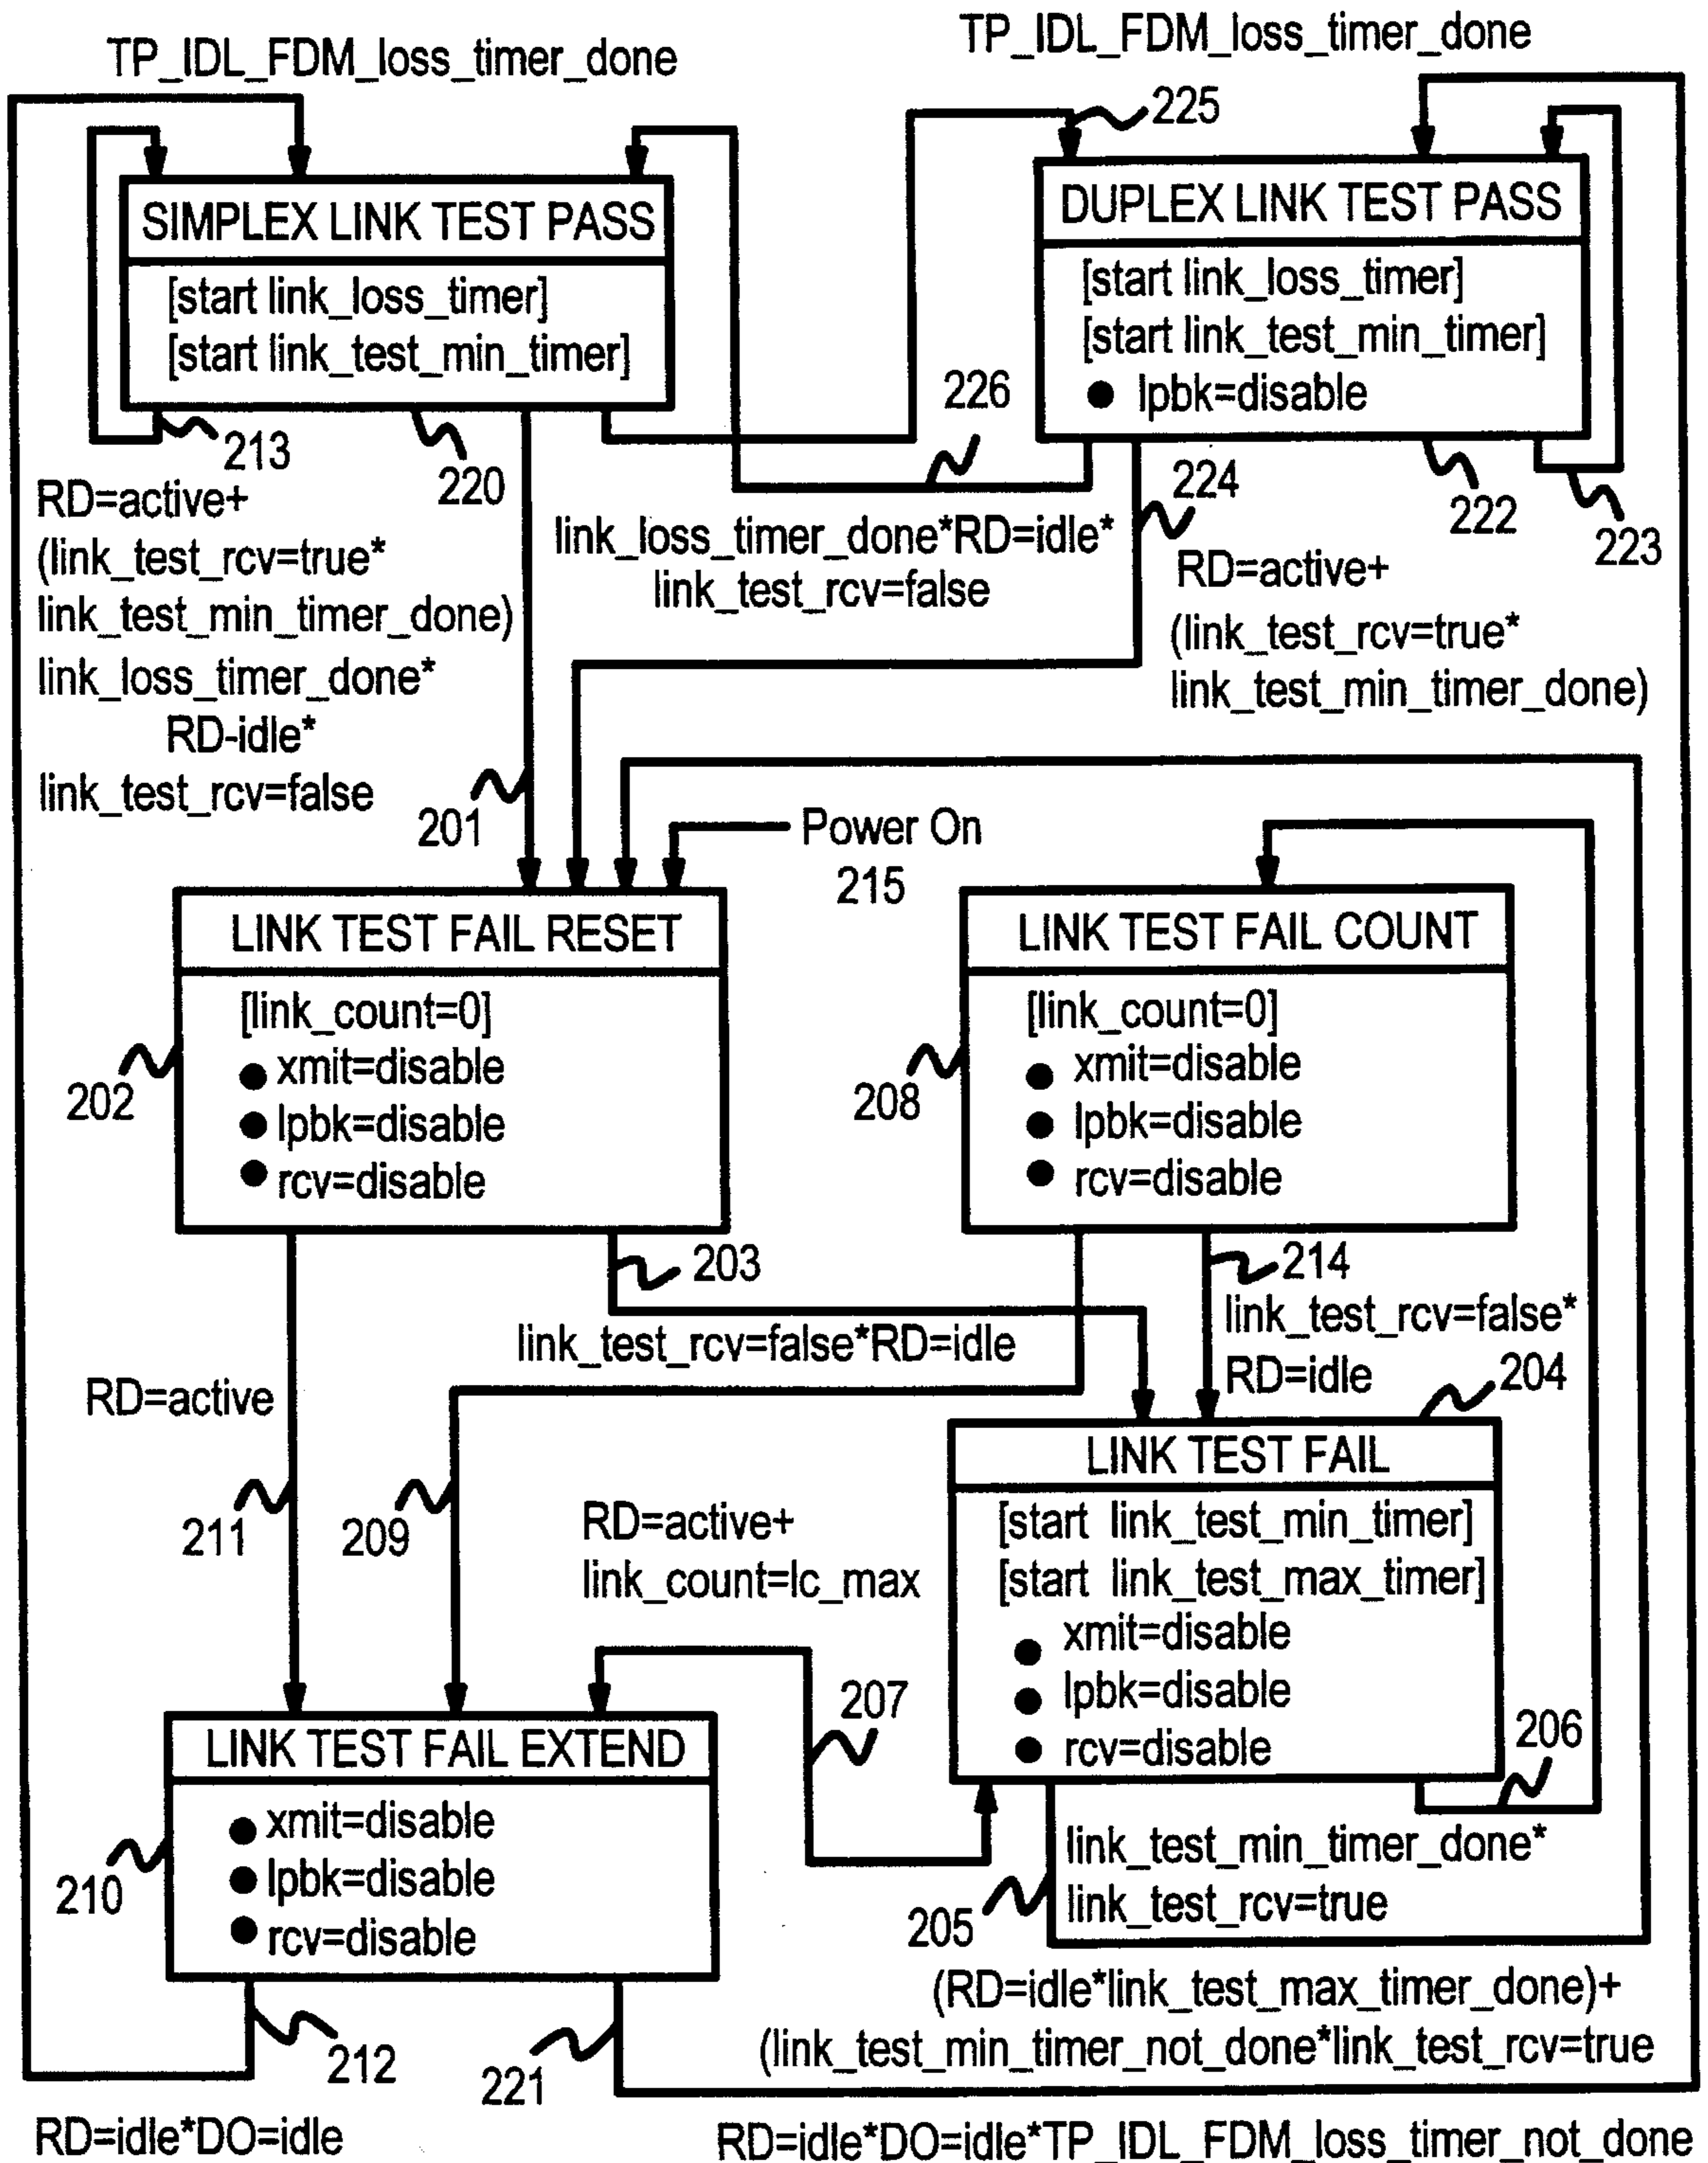 TP_IDL_FDM_loss_timer_done
TP_IDL_FDM_loss_timer_done
225
SIMPLEX LINK TEST PASS
[start link_loss_timer]
[start link_test_min_timer]
DUPLEX LINK TEST PASS
[start link_loss_timer]
[start link_test_min_timer]
● lpbk=disable
226
213
220
224
222
223
RD=active+
(link_test_rcv=true*
link_test_min_timer_done)
link_loss_timer_done*
RD-idle*
link_test_rcv=false
link_loss_timer_done*RD=idle*
link_test_rcv=false
RD=active+
(link_test_rcv=true*
link_test_min_timer_done)
201
Power On
215
LINK TEST FAIL RESET
[link_count=0]
● xmit=disable
● lpbk=disable
● rcv=disable
202
LINK TEST FAIL COUNT
[link_count=0]
● xmit=disable
● lpbk=disable
● rcv=disable
208
203
214
link_test_rcv=false*RD=idle
link_test_rcv=false*
RD=idle
204
RD=active
211
209
RD=active+
link_count=lc_max
LINK TEST FAIL
[start link_test_min_timer]
[start link_test_max_timer]
● xmit=disable
● lpbk=disable
● rcv=disable
207
206
LINK TEST FAIL EXTEND
● xmit=disable
● lpbk=disable
● rcv=disable
210
205
link_test_min_timer_done*
link_test_rcv=true
(RD=idle*link_test_max_timer_done)+
(link_test_min_timer_not_done*link_test_rcv=true
212
221
RD=idle*DO=idle
RD=idle*DO=idle*TP_IDL_FDM_loss_timer_not_done